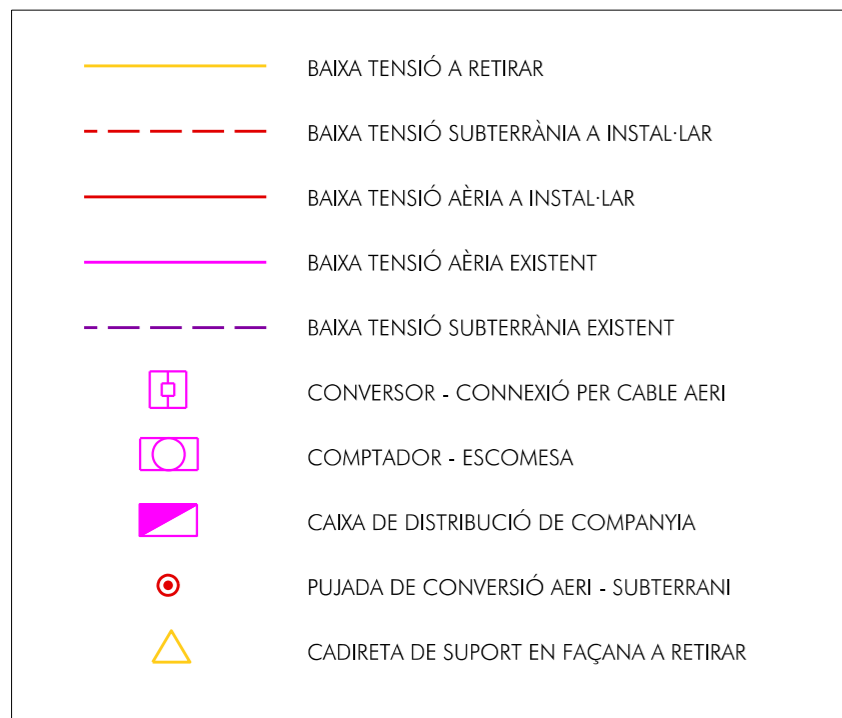 BAIXA TENSIÓ A RETIRAR
BAIXA TENSIÓ SUBTERRÀNIA A INSTAL·LAR
BAIXA TENSIÓ AÈRIA A INSTAL·LAR
BAIXA TENSIÓ AÈRIA EXISTENT
BAIXA TENSIÓ SUBTERRÀNIA EXISTENT
CONVERSOR - CONNEXIÓ PER CABLE AERI
COMPTADOR - ESCOMESA
CAIXA DE DISTRIBUCIÓ DE COMPANYIA
PUJADA DE CONVERSIÓ AERI - SUBTERRANI
CADIRETA DE SUPORT EN FAÇANA A RETIRAR